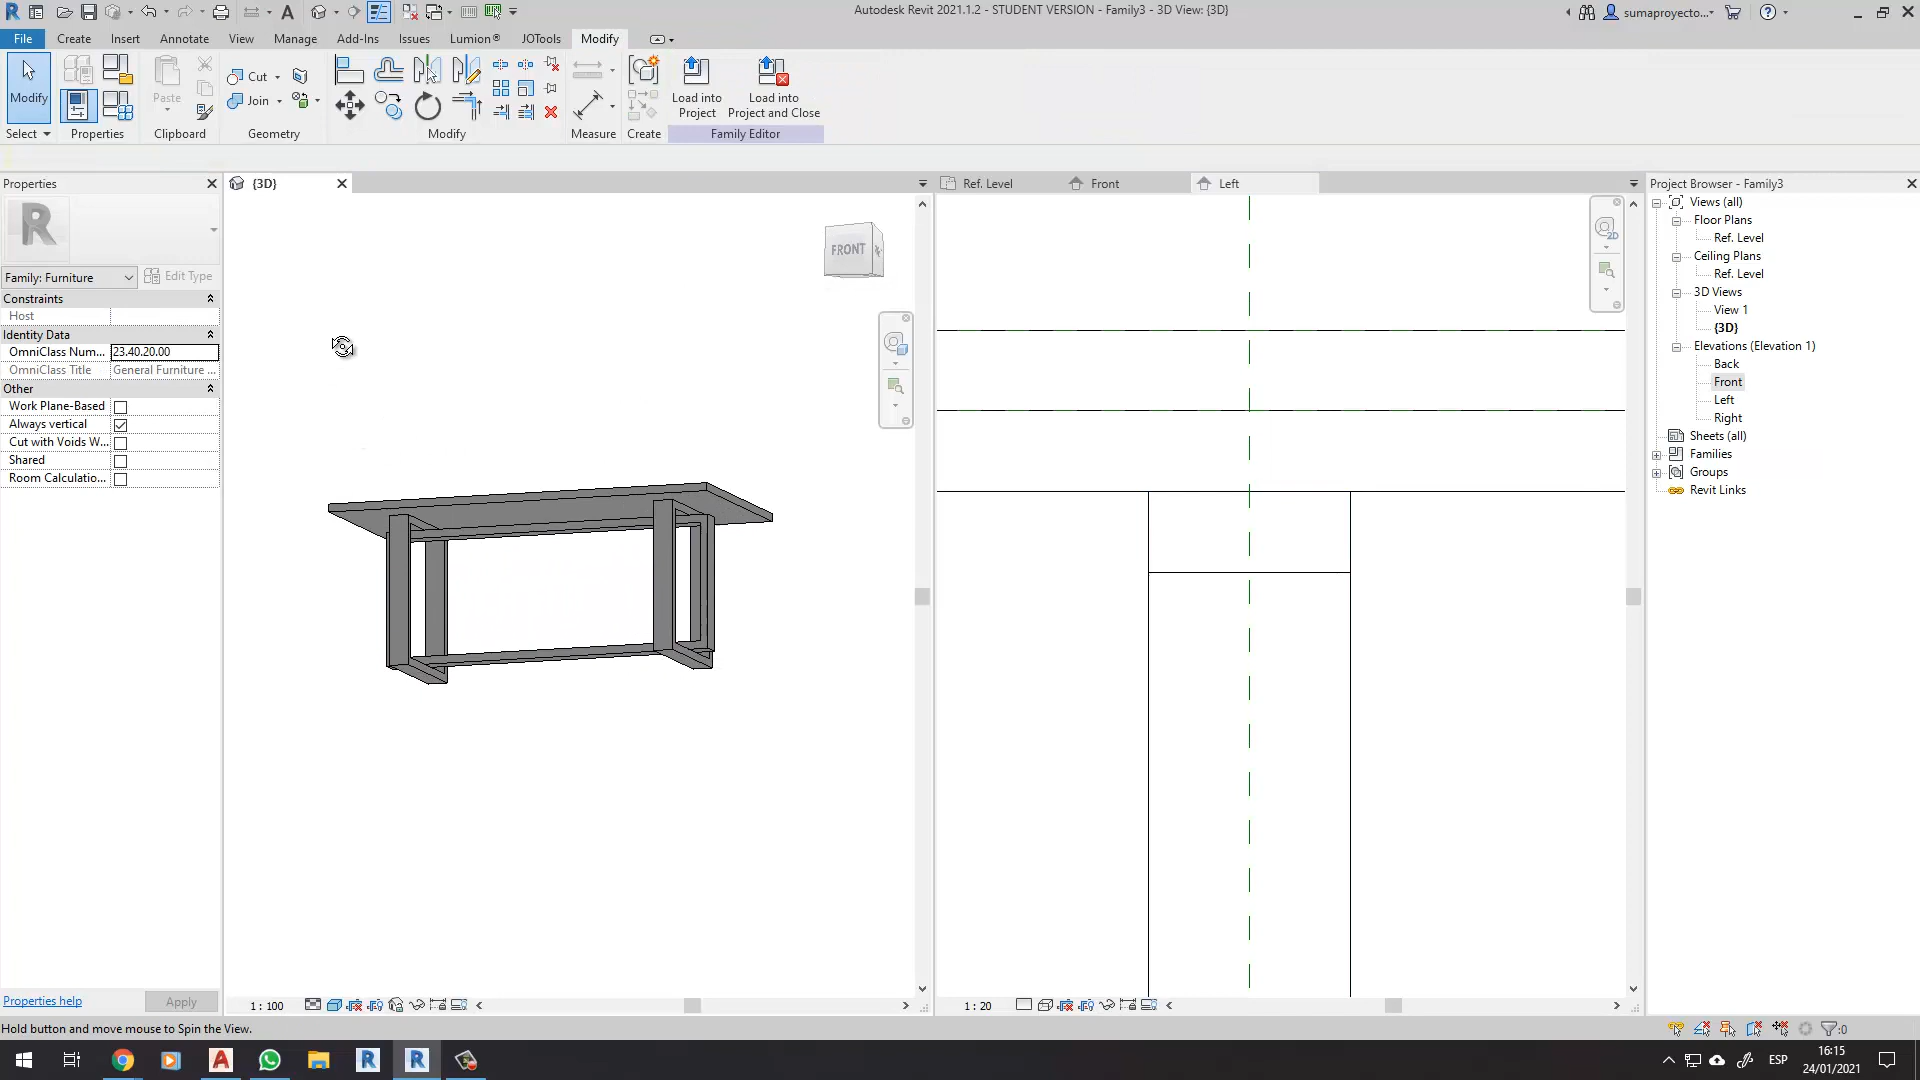 Autodesk Revit 2021.1.2 - STUDENT VERSION - Family3 - 3D View: {3D}
sumaproyecto...
File Create Insert Annotate View Manage Add-Ins Issues Lumion® JOTools Modify
Modify
Paste
Cut
Join
Load into Project
Load into Project and Close
Select Properties Clipboard Geometry Modify Measure Create Family Editor
Properties
{3D}
Ref. Level
Front
Left
Project Browser - Family3
Family: Furniture
Edit Type
Constraints
Host
Identity Data
OmniClass Num... 23.40.20.00
OmniClass Title General Furniture ...
Other
Work Plane-Based
Always vertical
Cut with Voids W...
Shared
Room Calculatio...
FRONT
2D
Views (all)
Floor Plans
Ref. Level
Ceiling Plans
Ref. Level
3D Views
View 1
{3D}
Elevations (Elevation 1)
Back
Front
Left
Right
Sheets (all)
Families
Groups
Revit Links
Properties help
Apply
1 : 100
1 : 20
Hold button and move mouse to Spin the View.
:0
ESP
16:15
24/01/2021